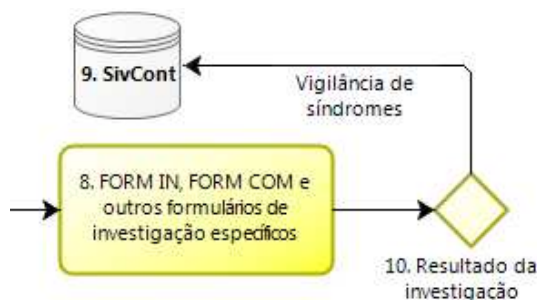 9. SivCont
Vigilância de
síndromes
8. FORM IN, FORM COM e
outros formulários de
investigação específicos
10. Resultado da
investigação